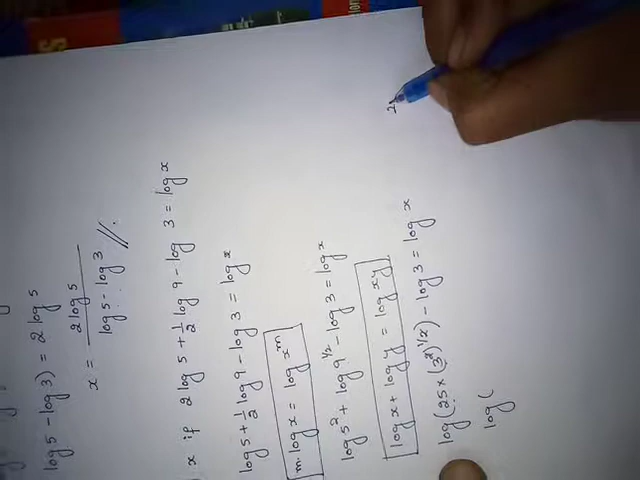 log 5 - log 3) = 2 log 5
x = 2 log 5 / log 5 - log 3 //.
x if 2 log 5 + 1/2 log 9 - log 3 = log x
log 5 + 1/2 log 9 - log 3 = log x
m. log x = log x^m
log 5^2 + log 9^1/2 - log 3 = log x
log x + log y = log xy
log (25 x (3^2)^1/2) - log 3 = log x
log (